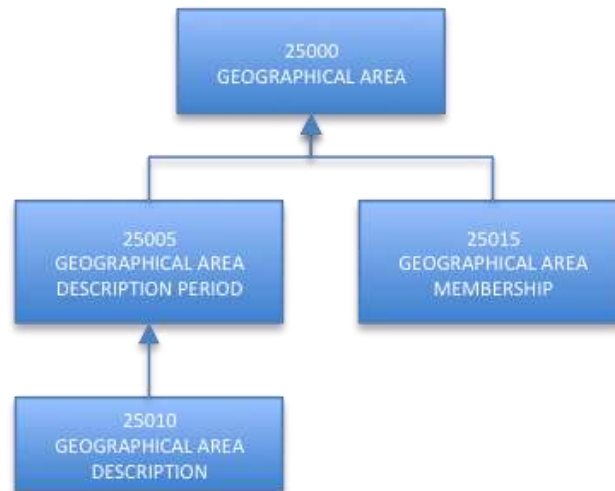 25000
GEOGRAPHICAL AREA
25005
GEOGRAPHICAL AREA
DESCRIPTION PERIOD
25015
GEOGRAPHICAL AREA
MEMBERSHIP
25010
GEOGRAPHICAL AREA
DESCRIPTION